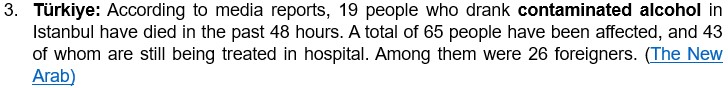 3. Türkiye: According to media reports, 19 people who drank contaminated alcohol in
Istanbul have died in the past 48 hours. A total of 65 people have been affected, and 43
of whom are still being treated in hospital. Among them were 26 foreigners. (The New
Arab)